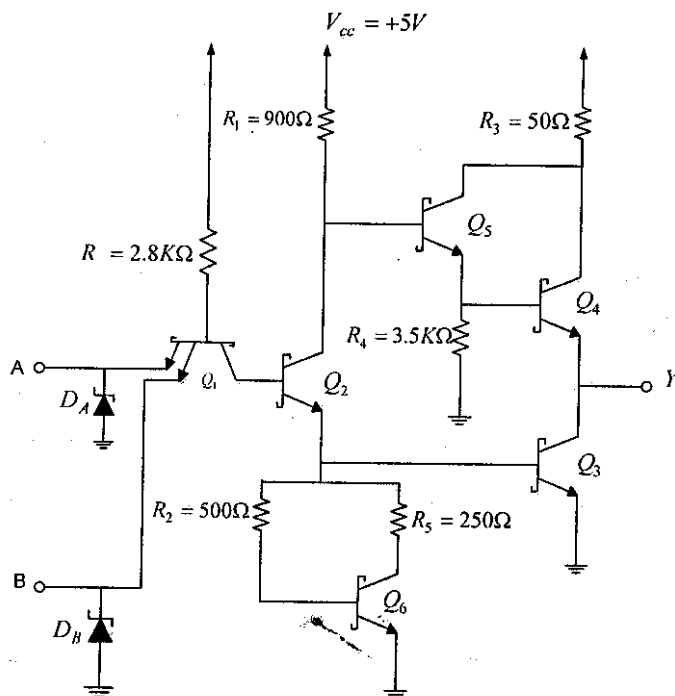 V_cc = +5V
R_1 = 900Ω
R_3 = 50Ω
Q_5
R = 2.8KΩ
Q_4
R_4 = 3.5KΩ
A
Q_1
Q_2
Y
D_A
Q_3
R_2 = 500Ω
R_5 = 250Ω
B
Q_6
D_B